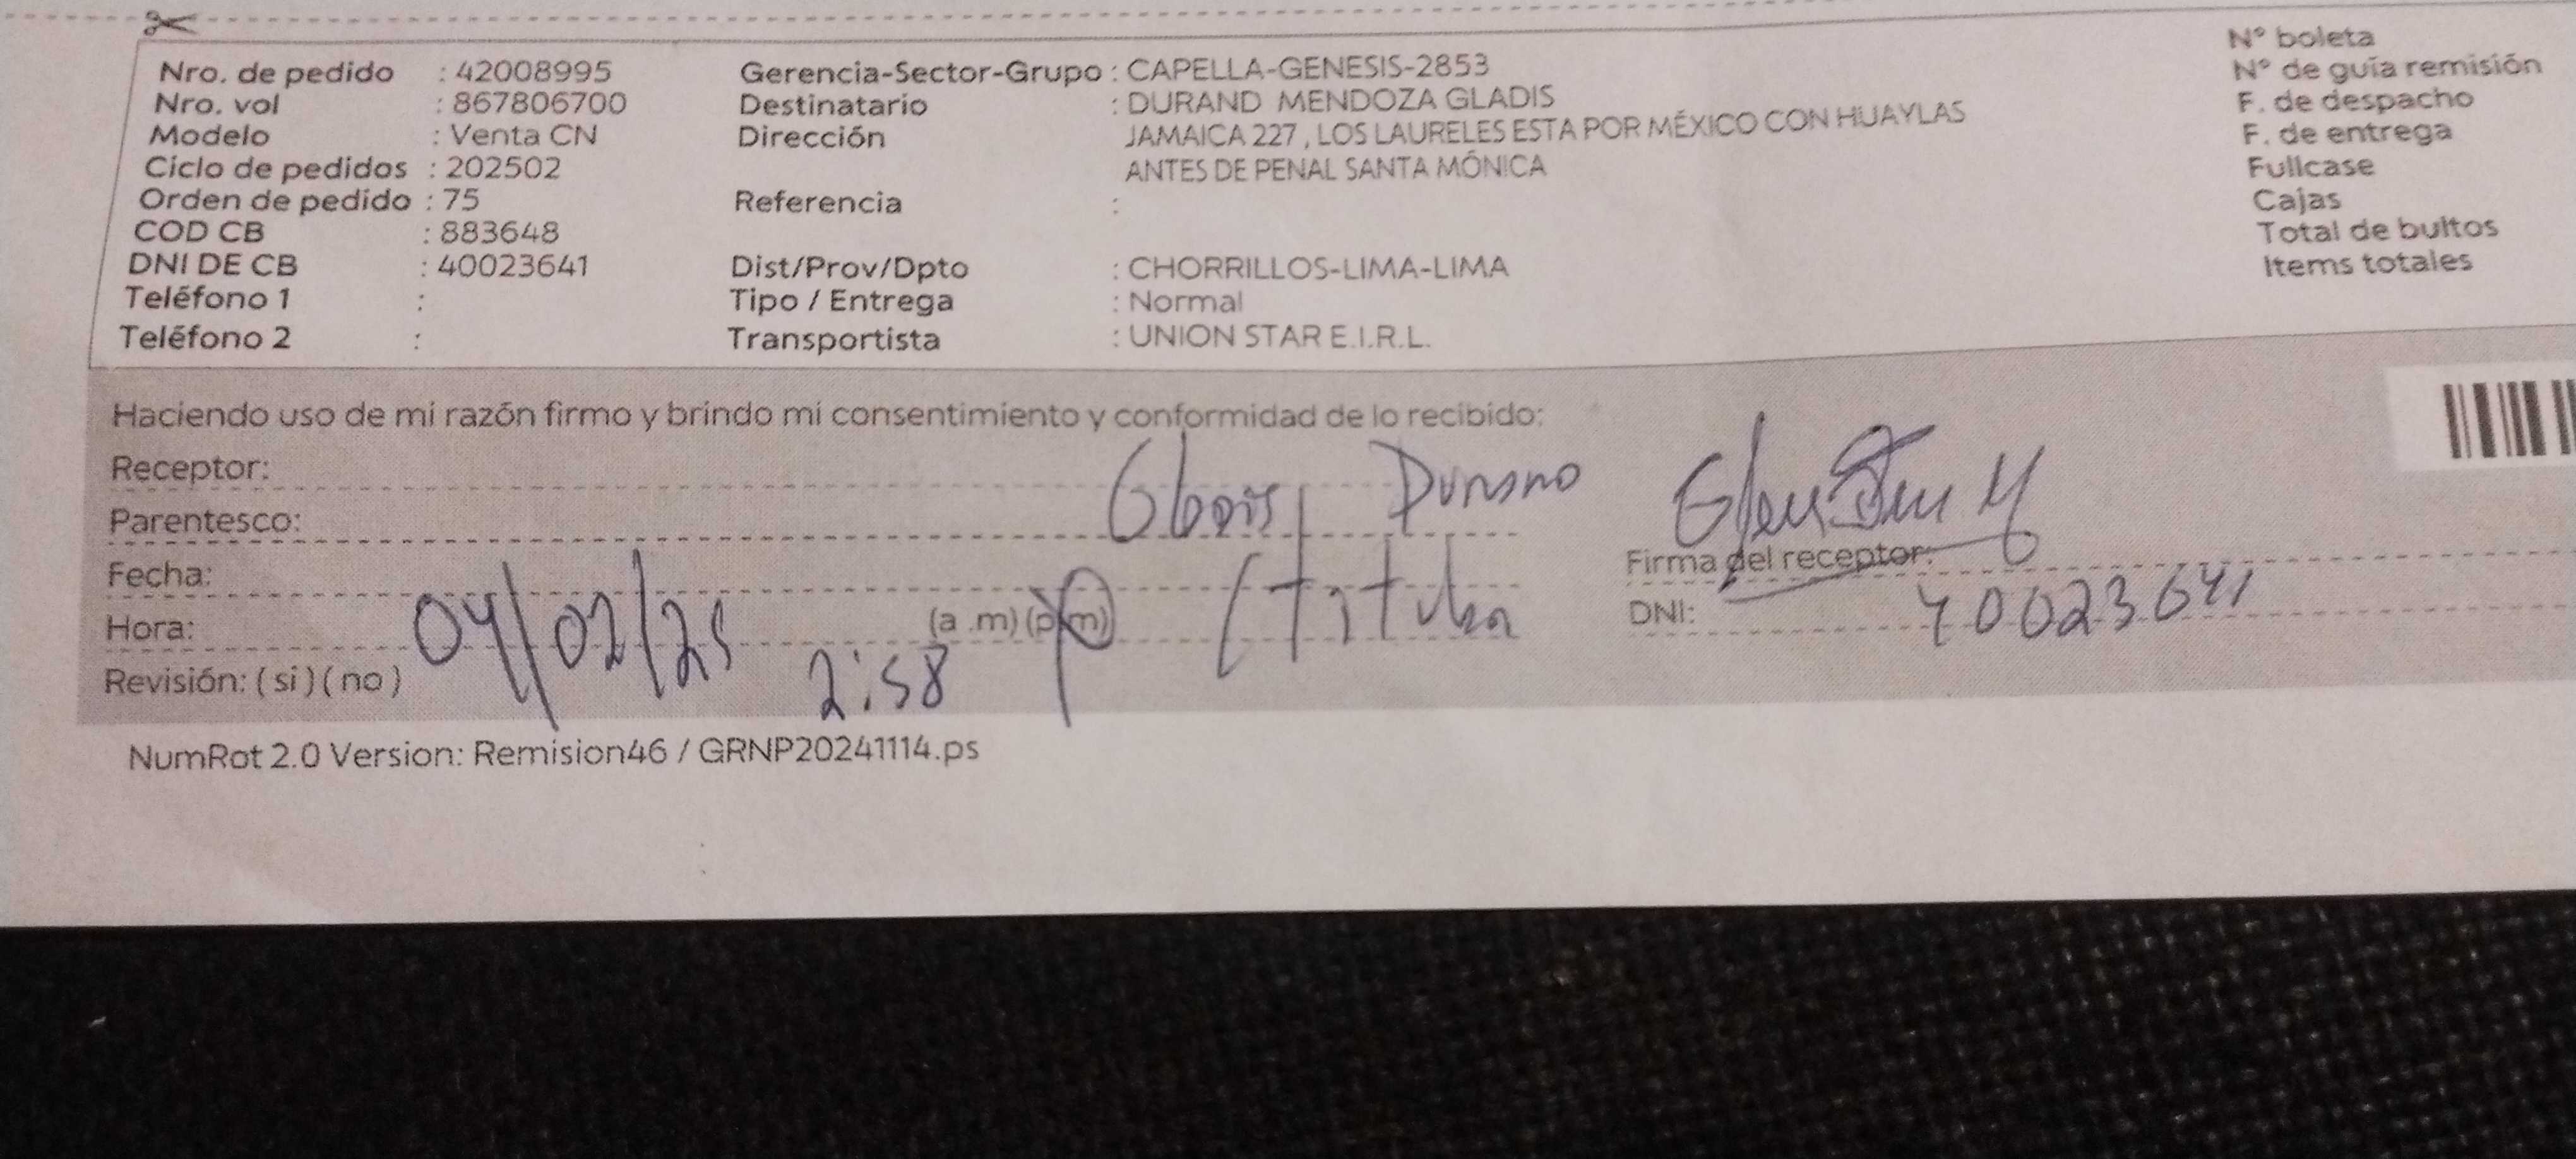 Nro. de pedido : 42008995 Gerencia-Sector-Grupo : CAPELLA-GENESIS-2853 N° boleta
Nro. vol : 867806700 Destinatario : DURAND MENDOZA GLADIS N° de guía remisión
Modelo : Venta CN Dirección JAMAICA 227 , LOS LAURELES ESTA POR MÉXICO CON HUAYLAS F. de despacho
Ciclo de pedidos : 202502 ANTES DE PENAL SANTA MÓNICA F. de entrega
Orden de pedido : 75 Referencia : Fullcase
COD CB : 883648 Cajas
DNI DE CB : 40023641 Dist/Prov/Dpto : CHORRILLOS-LIMA-LIMA Total de bultos
Teléfono 1 : Tipo / Entrega : Normal Items totales
Teléfono 2 : Transportista : UNION STAR E.I.R.L.
Haciendo uso de mi razón firmo y brindo mi consentimiento y conformidad de lo recibido:
Receptor: Durand
Parentesco:
Firma del receptor:
Fecha: 04/02/25
Hora: 2:58 (a .m) (p.m) DNI: 40023641
Revisión: ( si ) ( no )
NumRot 2.0 Version: Remision46 / GRNP20241114.ps